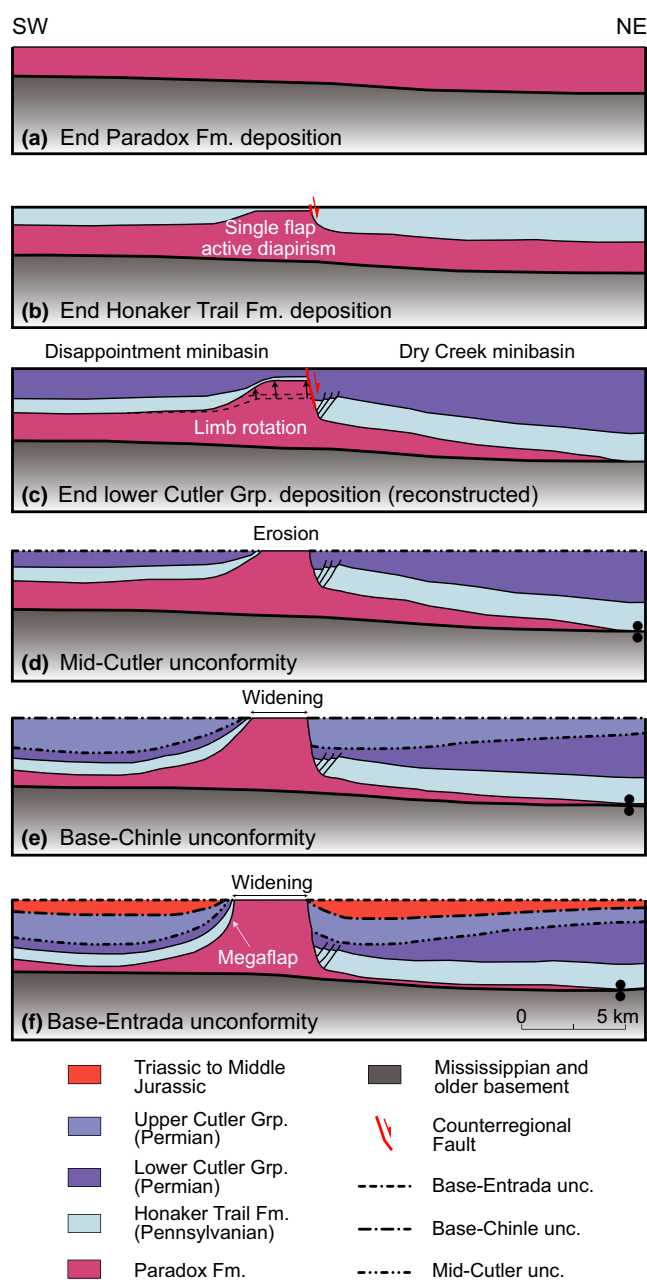 SW NE
(a) End Paradox Fm. deposition
Single flap
active diapirism
(b) End Honaker Trail Fm. deposition
Disappointment minibasin Dry Creek minibasin
Limb rotation
(c) End lower Cutler Grp. deposition (reconstructed)
Erosion
(d) Mid-Cutler unconformity
Widening
(e) Base-Chinle unconformity
Widening
Megaflap
(f) Base-Entrada unconformity
0 5 km
Triassic to Middle
Jurassic
Upper Cutler Grp.
(Permian)
Lower Cutler Grp.
(Permian)
Honaker Trail Fm.
(Pennsylvanian)
Paradox Fm.
Mississippian and
older basement
Counterregional
Fault
Base-Entrada unc.
Base-Chinle unc.
Mid-Cutler unc.